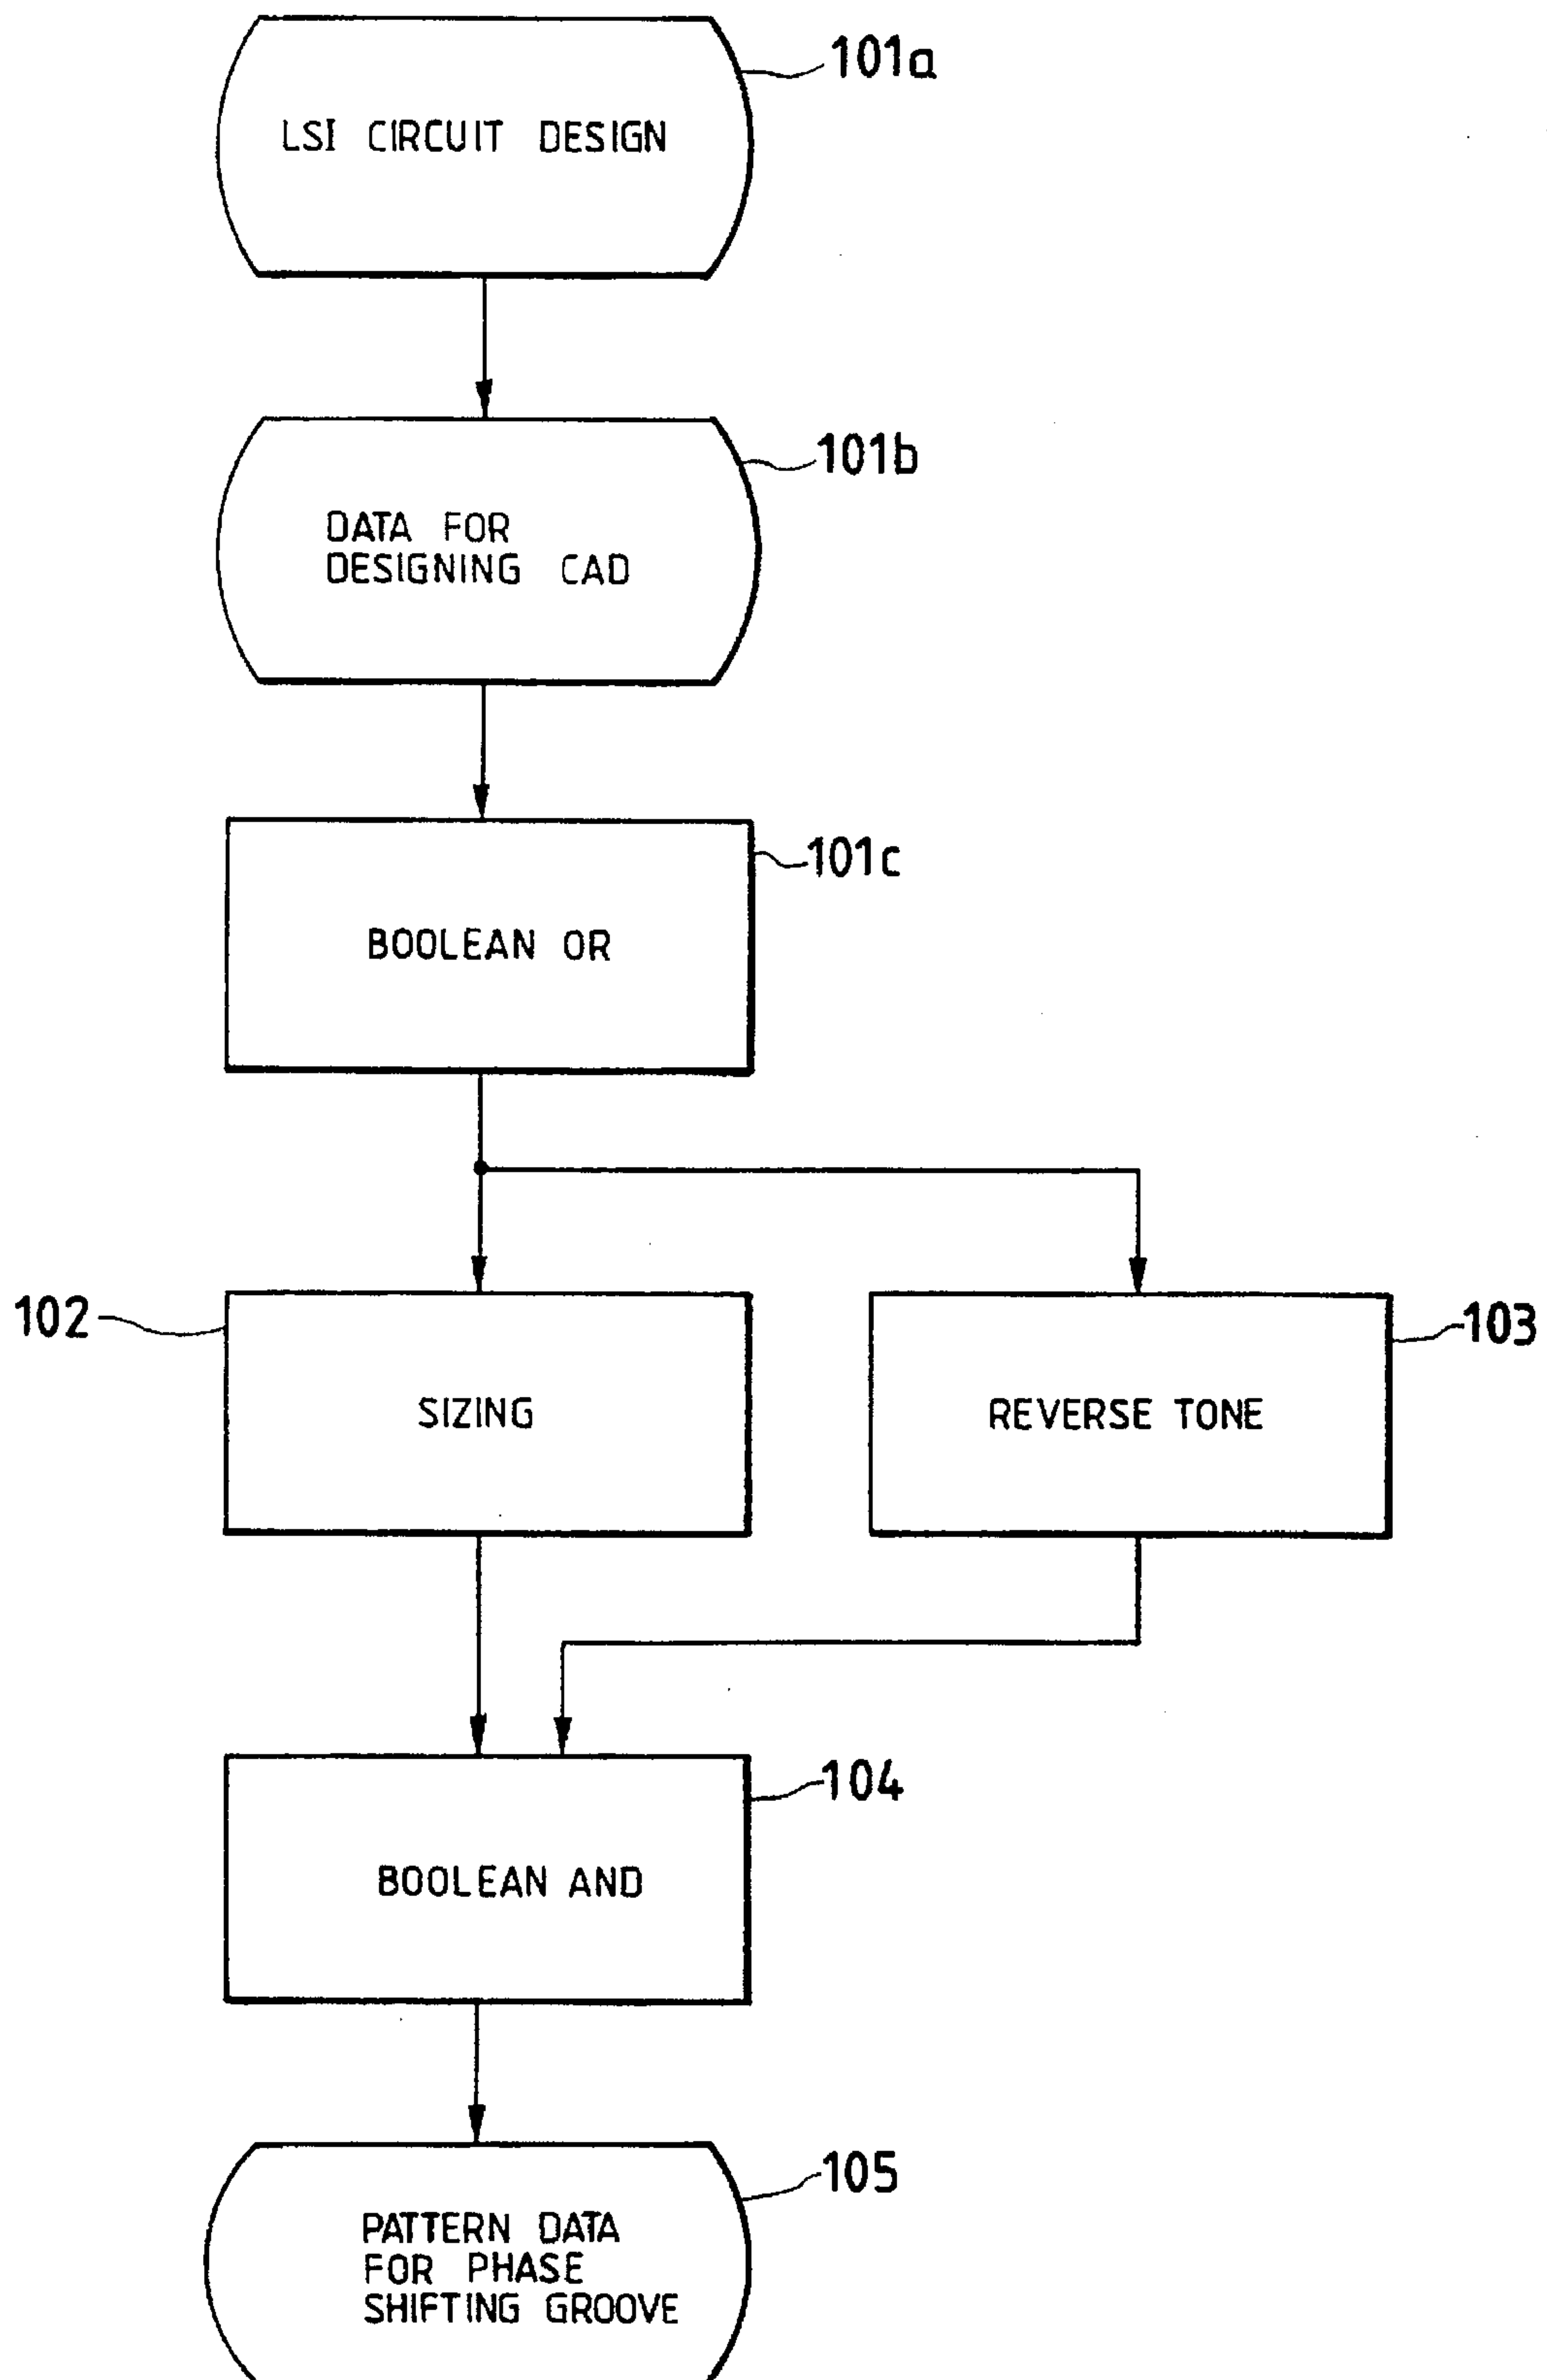 101a
LSI CIRCUIT DESIGN
101b
DATA FOR
DESIGNING CAD
101c
BOOLEAN OR
102
103
SIZING
REVERSE TONE
104
BOOLEAN AND
105
PATTERN DATA
FOR PHASE
SHIFTING GROOVE